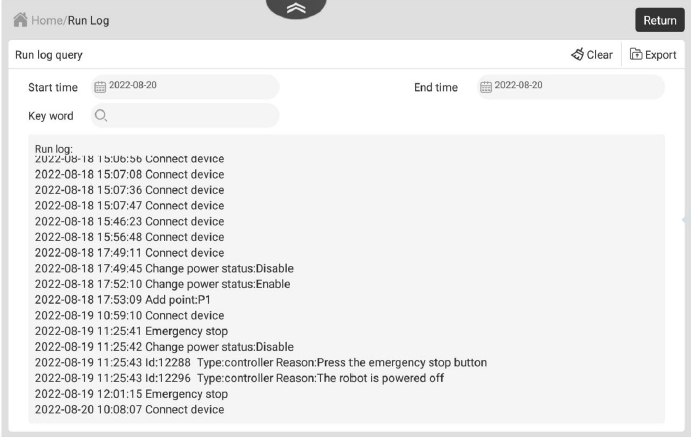 Home/Run Log
Return
Run log query
Clear
Export
Start time
2022-08-20
End time
2022-08-20
Key word
Run log:
2022-08-18 15:06:56 Connect device
2022-08-18 15:07:08 Connect device
2022-08-18 15:07:36 Connect device
2022-08-18 15:07:47 Connect device
2022-08-18 15:46:23 Connect device
2022-08-18 15:56:48 Connect device
2022-08-18 17:49:11 Connect device
2022-08-18 17:49:45 Change power status:Disable
2022-08-18 17:52:10 Change power status:Enable
2022-08-18 17:53:09 Add point:P1
2022-08-19 10:59:10 Connect device
2022-08-19 11:25:41 Emergency stop
2022-08-19 11:25:42 Change power status:Disable
2022-08-19 11:25:43 Id:12288  Type:controller Reason:Press the emergency stop button
2022-08-19 11:25:43 Id:12296  Type:controller Reason:The robot is powered off
2022-08-19 12:01:15 Emergency stop
2022-08-20 10:08:07 Connect device